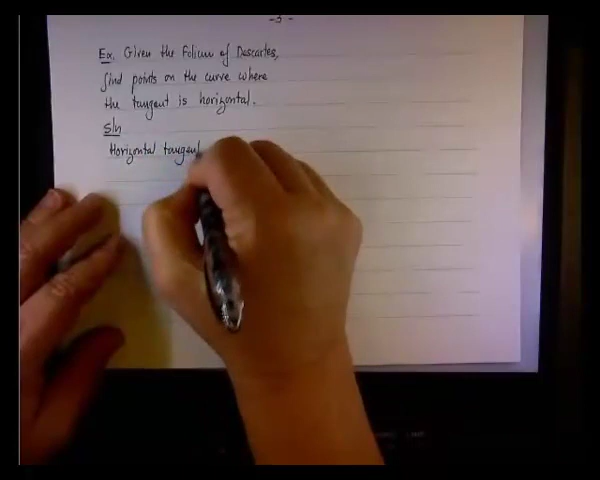 -3-
Ex. Given the Folium of Descartes,
find points on the curve where
the tangent is horizontal.
Sln
Horizontal tangent